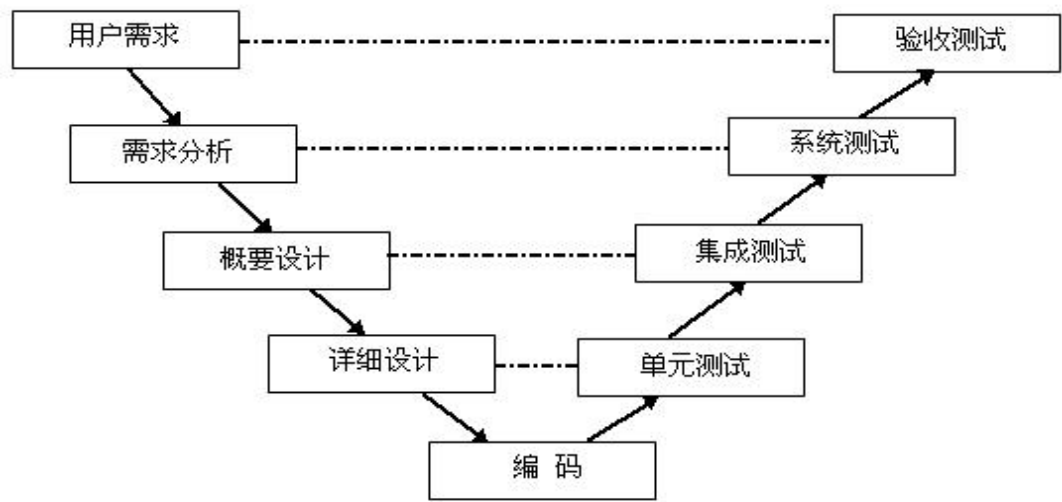 用户需求
验收测试
需求分析
系统测试
概要设计
集成测试
详细设计
单元测试
编 码